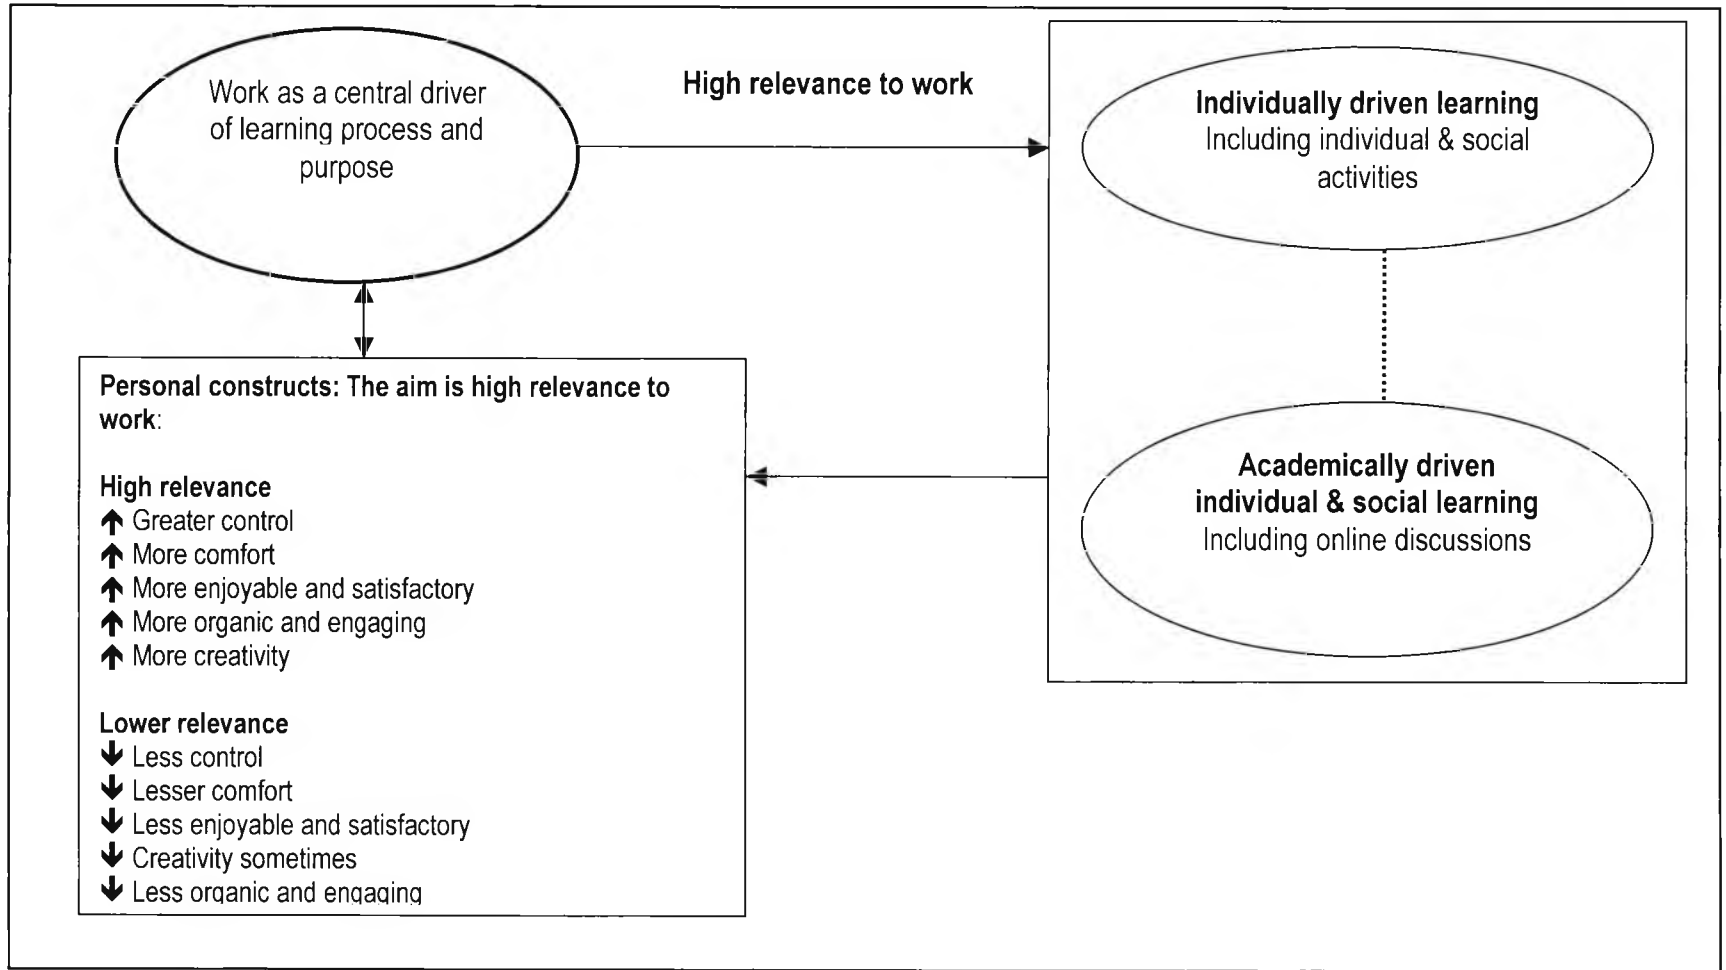 Work as a central driver
of learning process and
purpose
High relevance to work
Individually driven learning
Including individual & social
activities
Academically driven
individual & social learning
Including online discussions
Personal constructs: The aim is high relevance to
work:
High relevance
↑ Greater control
↑ More comfort
↑ More enjoyable and satisfactory
↑ More organic and engaging
↑ More creativity
Lower relevance
↓ Less control
↓ Lesser comfort
↓ Less enjoyable and satisfactory
↓ Creativity sometimes
↓ Less organic and engaging